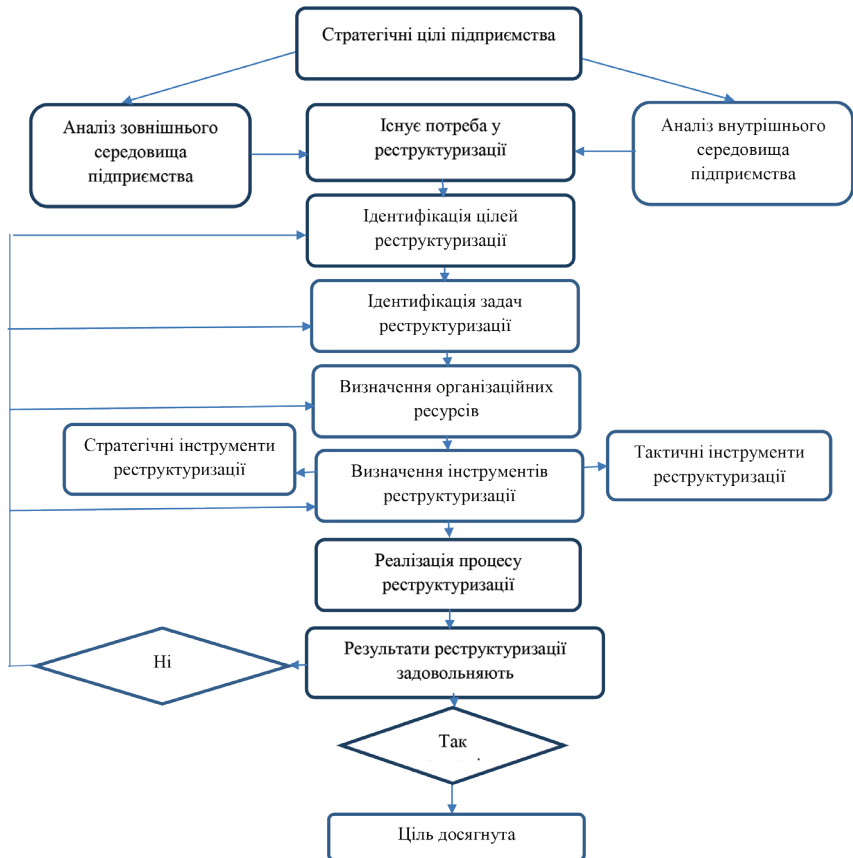 Стратегічні цілі підприємства
Аналіз зовнішнього
середовища
підприємства
Існує потреба у
реструктуризації
Аналіз внутрішнього
середовища
підприємства
Ідентифікація цілей
реструктуризації
Ідентифікація задач
реструктуризації
Визначення організаційних
ресурсів
Стратегічні інструменти
реструктуризації
Визначення інструментів
реструктуризації
Тактичні інструменти
реструктуризації
Реалізація процесу
реструктуризації
Результати реструктуризації
задовольняють
Ні
Так
Ціль досягнута